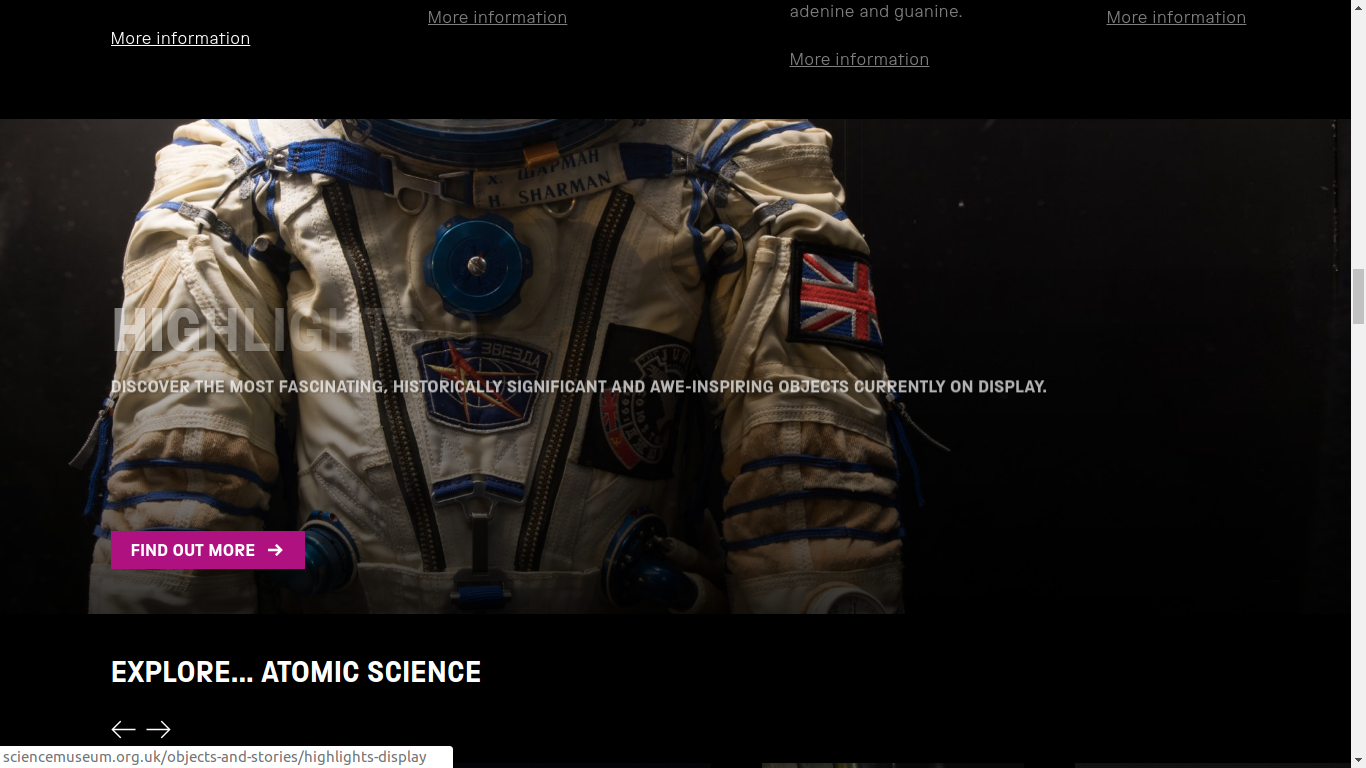 adenine and guanine.
More information
More information
More information
More information
Х. ШАРМАН
H. SHARMAN
ЗВЕЗДА
HIGHLIGHTS
DISCOVER THE MOST FASCINATING, HISTORICALLY SIGNIFICANT AND AWE-INSPIRING OBJECTS CURRENTLY ON DISPLAY.
FIND OUT MORE
EXPLORE... ATOMIC SCIENCE
sciencemuseum.org.uk/objects-and-stories/highlights-display